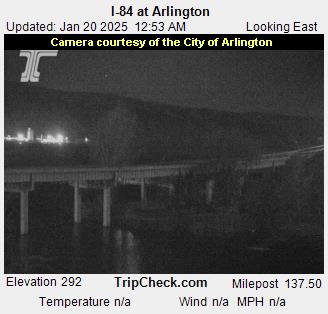 I-84 at Arlington
Updated: Jan 20 2025 12:53 AM Looking East
Camera courtesy of the City of Arlington
Elevation 292 TripCheck.com Milepost 137.50
Temperature n/a Wind n/a MPH n/a